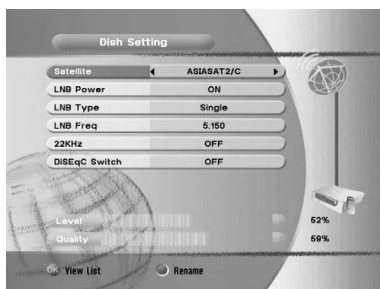 Dish Setting
Satellite ASIASAT2/C
LNB Power ON
LNB Type Single
LNB Freq 5.150
22KHz OFF
DiSEqC Switch OFF
Level 52%
Quality 59%
OK View List Rename